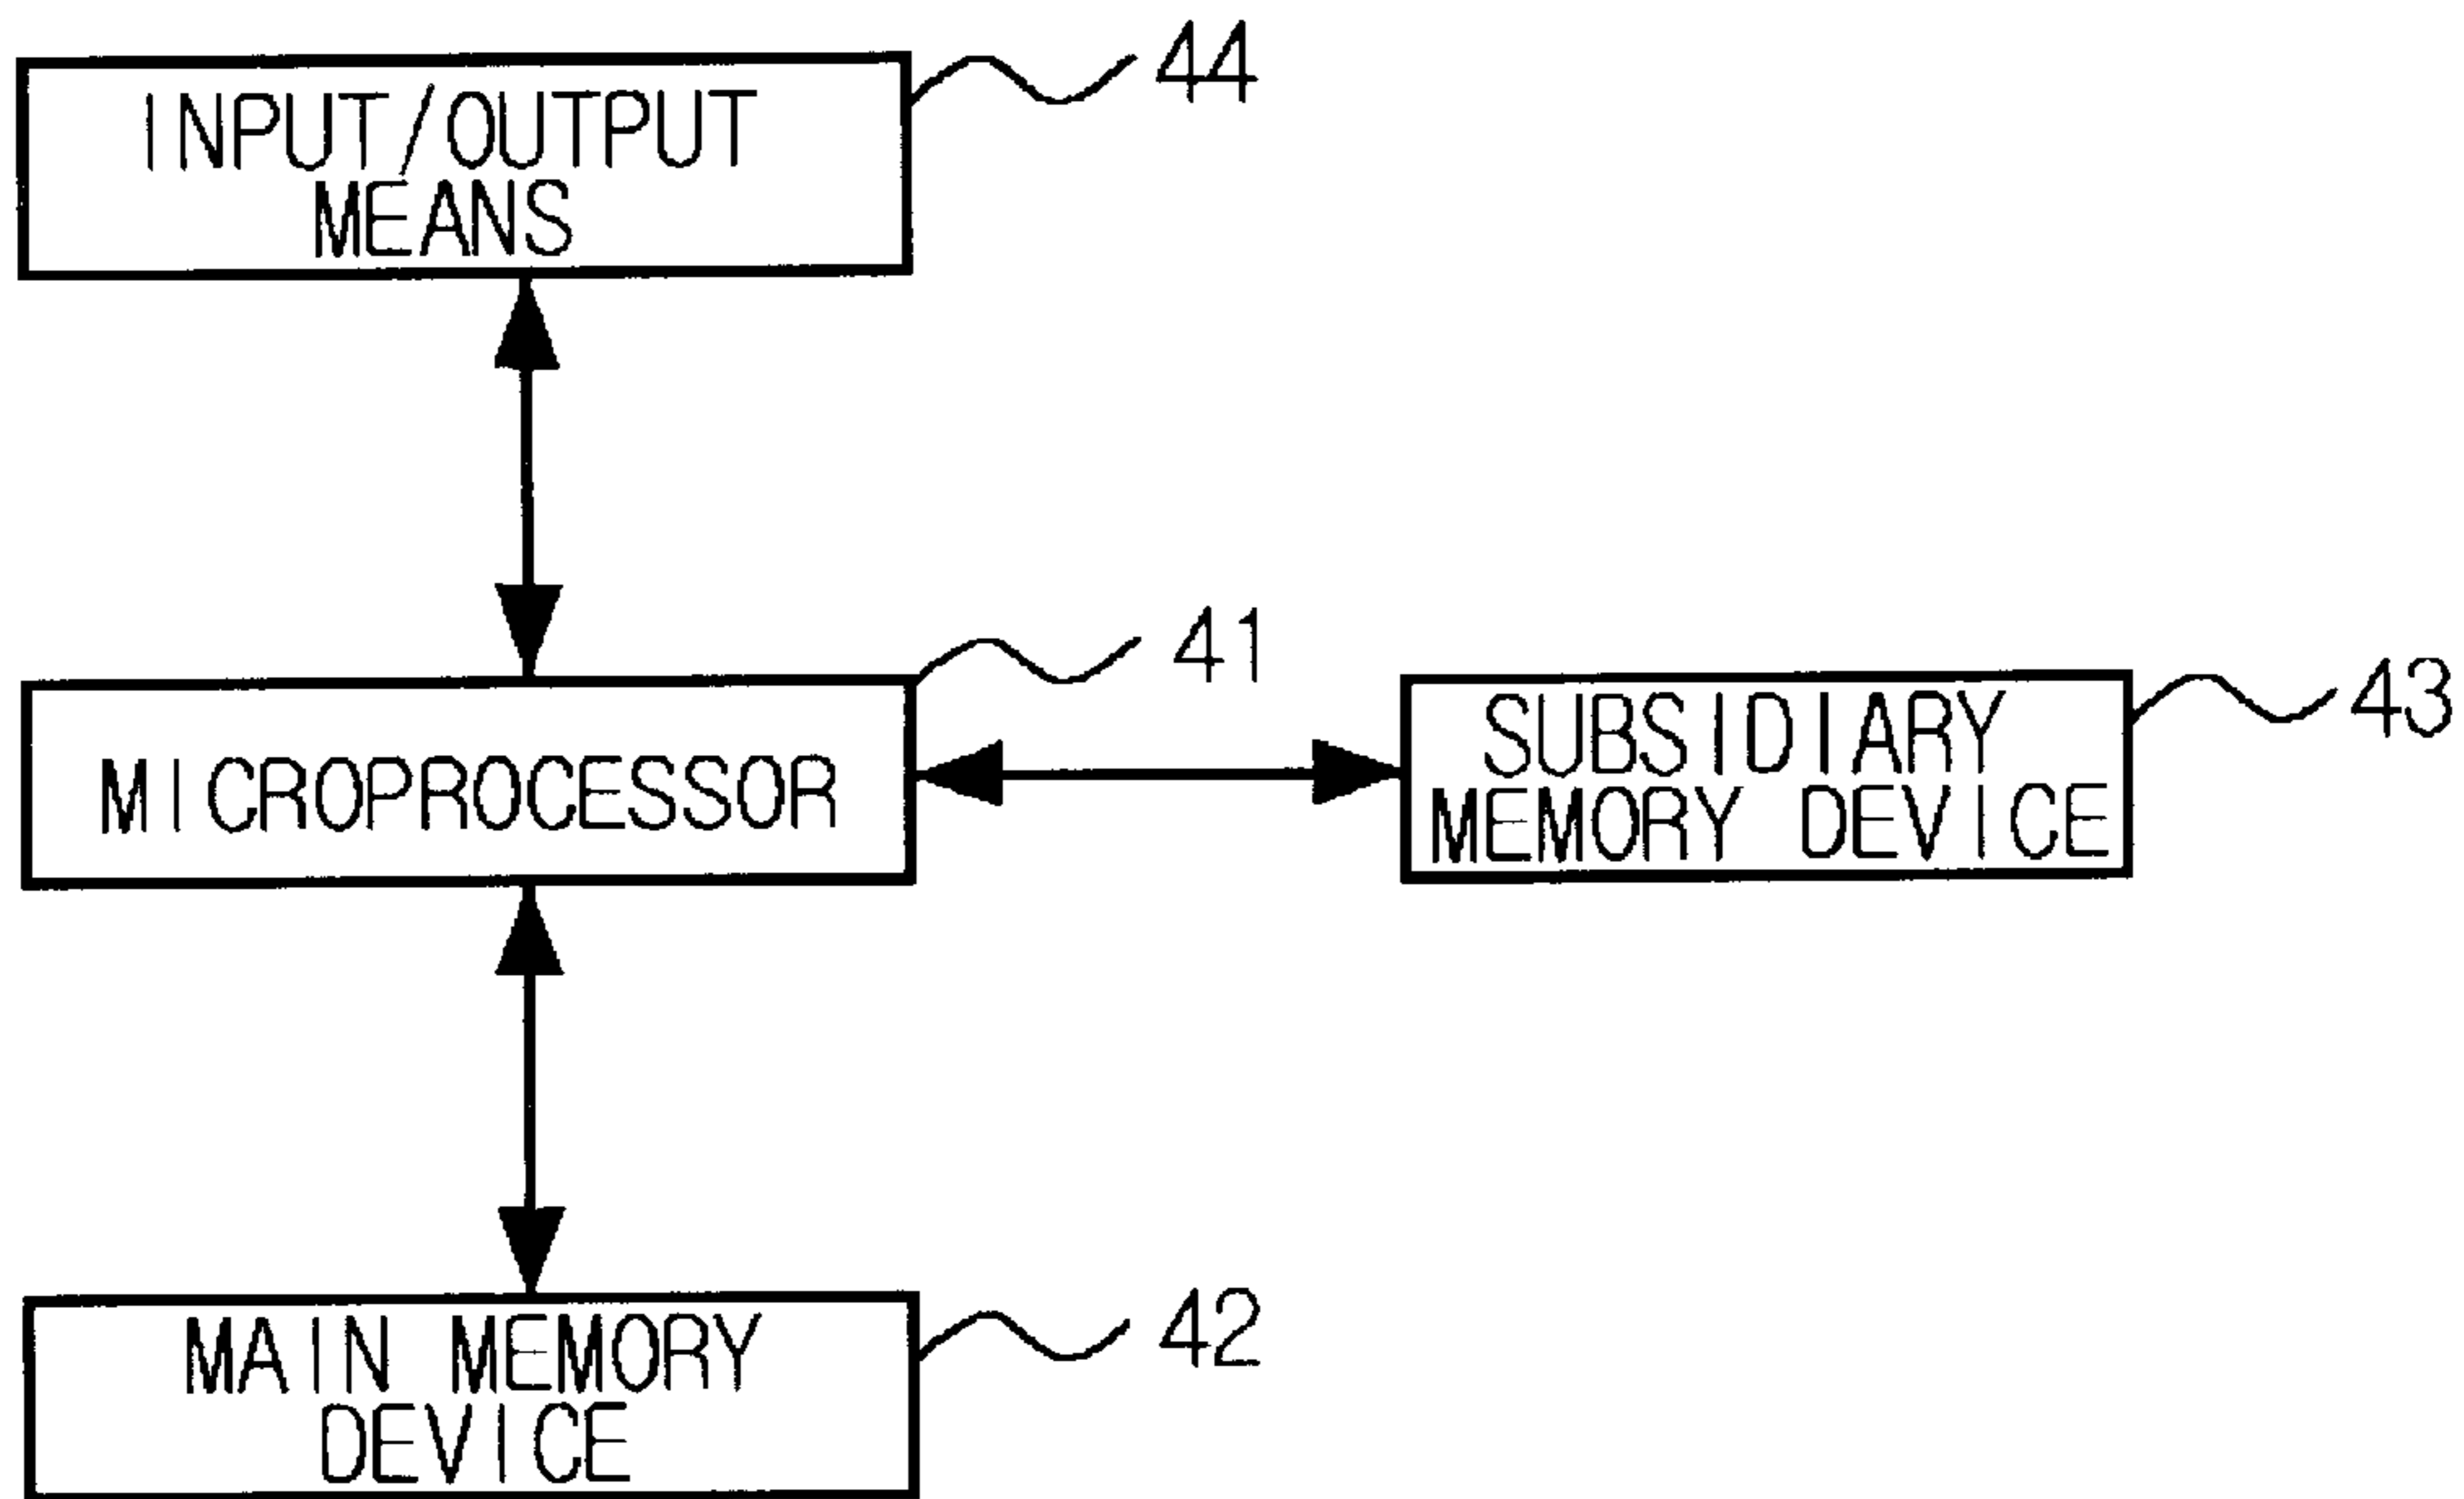 INPUT/OUTPUT
MEANS
44
MICROPROCESSOR
41
SUBSIDIARY
MEMORY DEVICE
43
MAIN MEMORY
DEVICE
42